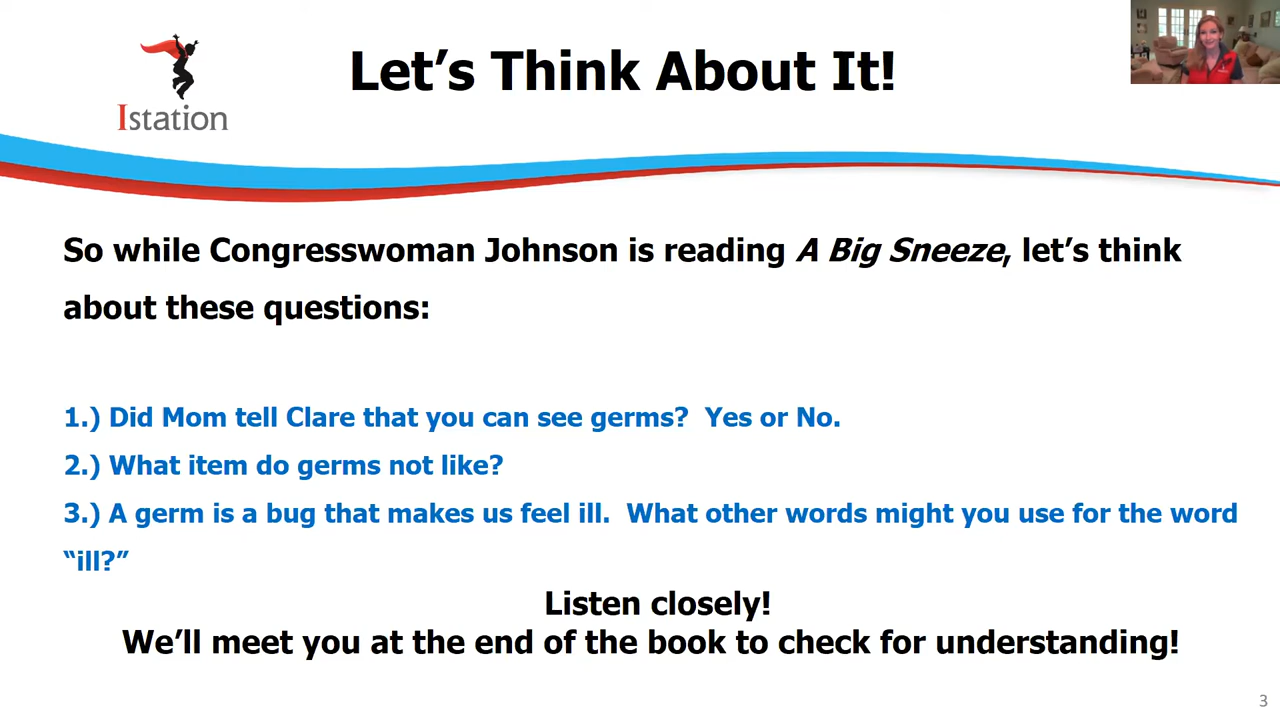 Let’s Think About It!
Istation
So while Congresswoman Johnson is reading A Big Sneeze, let’s think
about these questions:
1.) Did Mom tell Clare that you can see germs?  Yes or No.
2.) What item do germs not like?
3.) A germ is a bug that makes us feel ill.  What other words might you use for the word
“ill?”
Listen closely!
We’ll meet you at the end of the book to check for understanding!
3